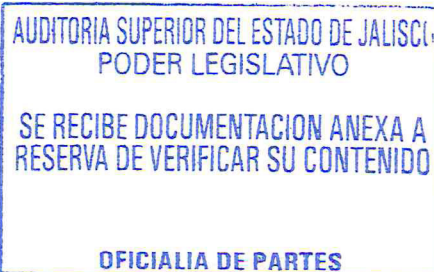 AUDITORIA SUPERIOR DEL ESTADO DE JALISCO
PODER LEGISLATIVO
SE RECIBE DOCUMENTACION ANEXA A
RESERVA DE VERIFICAR SU CONTENIDO
OFICIALIA DE PARTES